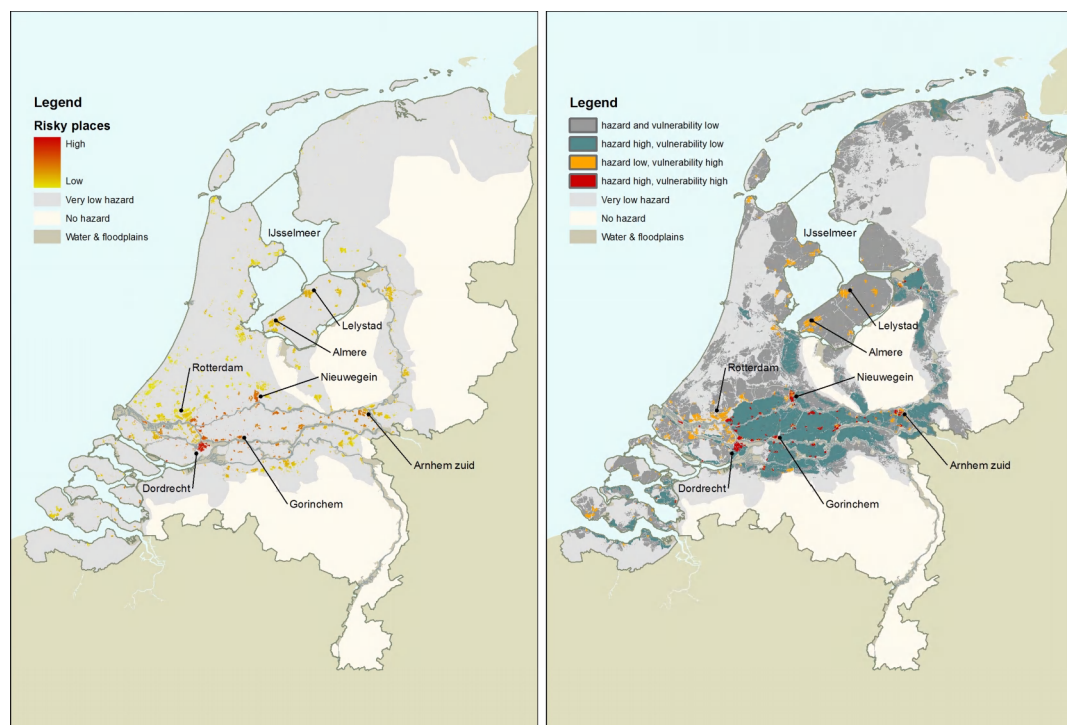 Legend
Risky places
High
Low
Very low hazard
No hazard
Water & floodplains
IJsselmeer
Lelystad
Almere
Rotterdam
Nieuwegein
Arnhem zuid
Dordrecht
Gorinchem
Legend
hazard and vulnerability low
hazard high, vulnerability low
hazard low, vulnerability high
hazard high, vulnerability high
Very low hazard
No hazard
Water & floodplains
IJsselmeer
Lelystad
Almere
Rotterdam
Nieuwegein
Arnhem zuid
Dordrecht
Gorinchem